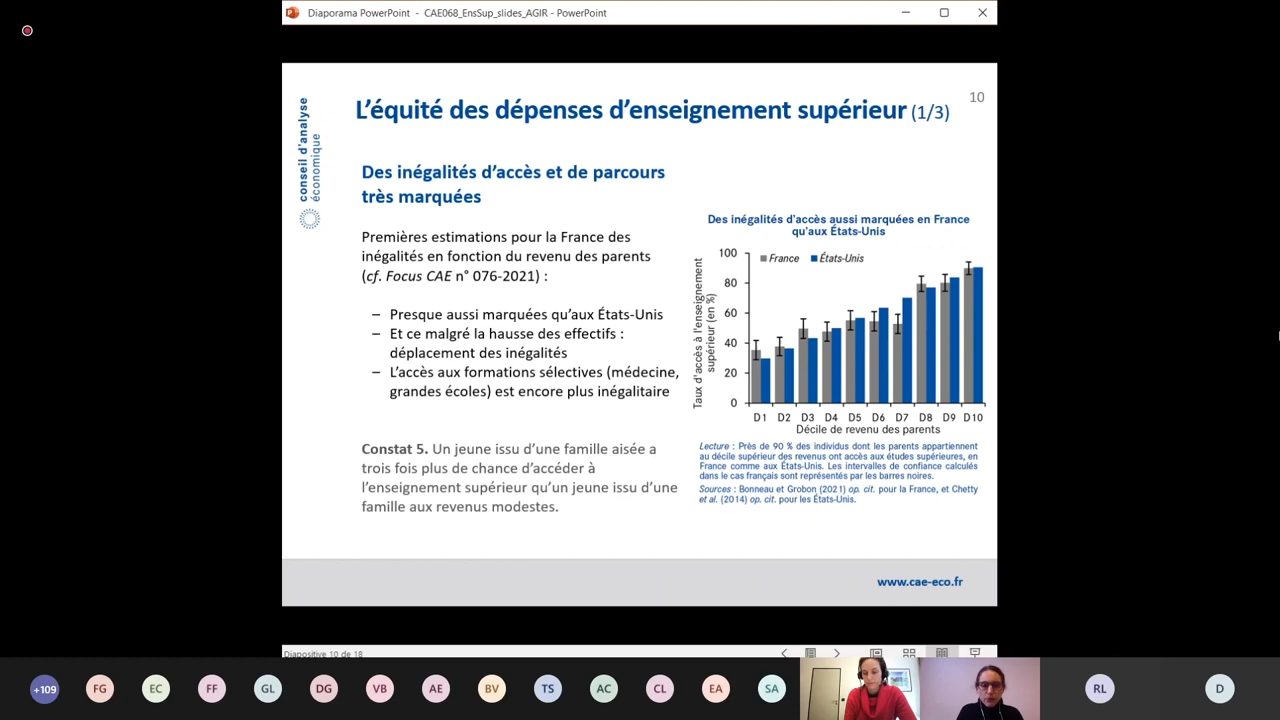 Diaporama PowerPoint - CAE068_EnsSup_slides_AGIR - PowerPoint
10
L'équité des dépenses d'enseignement supérieur (1/3)
conseil d'analyse
économique
Des inégalités d'accès et de parcours
très marquées
Premières estimations pour la France des
inégalités en fonction du revenu des parents
(cf. Focus CAE n° 076-2021) :
– Presque aussi marquées qu'aux États-Unis
– Et ce malgré la hausse des effectifs :
déplacement des inégalités
– L'accès aux formations sélectives (médecine,
grandes écoles) est encore plus inégalitaire
Constat 5. Un jeune issu d'une famille aisée a
trois fois plus de chance d'accéder à
l'enseignement supérieur qu'un jeune issu d'une
famille aux revenus modestes.
Des inégalités d'accès aussi marquées en France
qu'aux États-Unis
France États-Unis
Taux d'accès à l'enseignement
supérieur (en %)
100
80
60
40
20
0
D1 D2 D3 D4 D5 D6 D7 D8 D9 D10
Décile de revenu des parents
Lecture : Près de 90 % des individus dont les parents appartiennent
au décile supérieur des revenus ont accès aux études supérieures, en
France comme aux États-Unis. Les intervalles de confiance calculés
dans le cas français sont représentés par les barres noires.
Sources : Bonneau et Grobon (2021) op. cit. pour la France, et Chetty
et al. (2014) op. cit. pour les États-Unis.
www.cae-eco.fr
Diapositive 10 de 18
+109 FG EC FF GL DG VB AE BV TS AC CL EA SA RL D